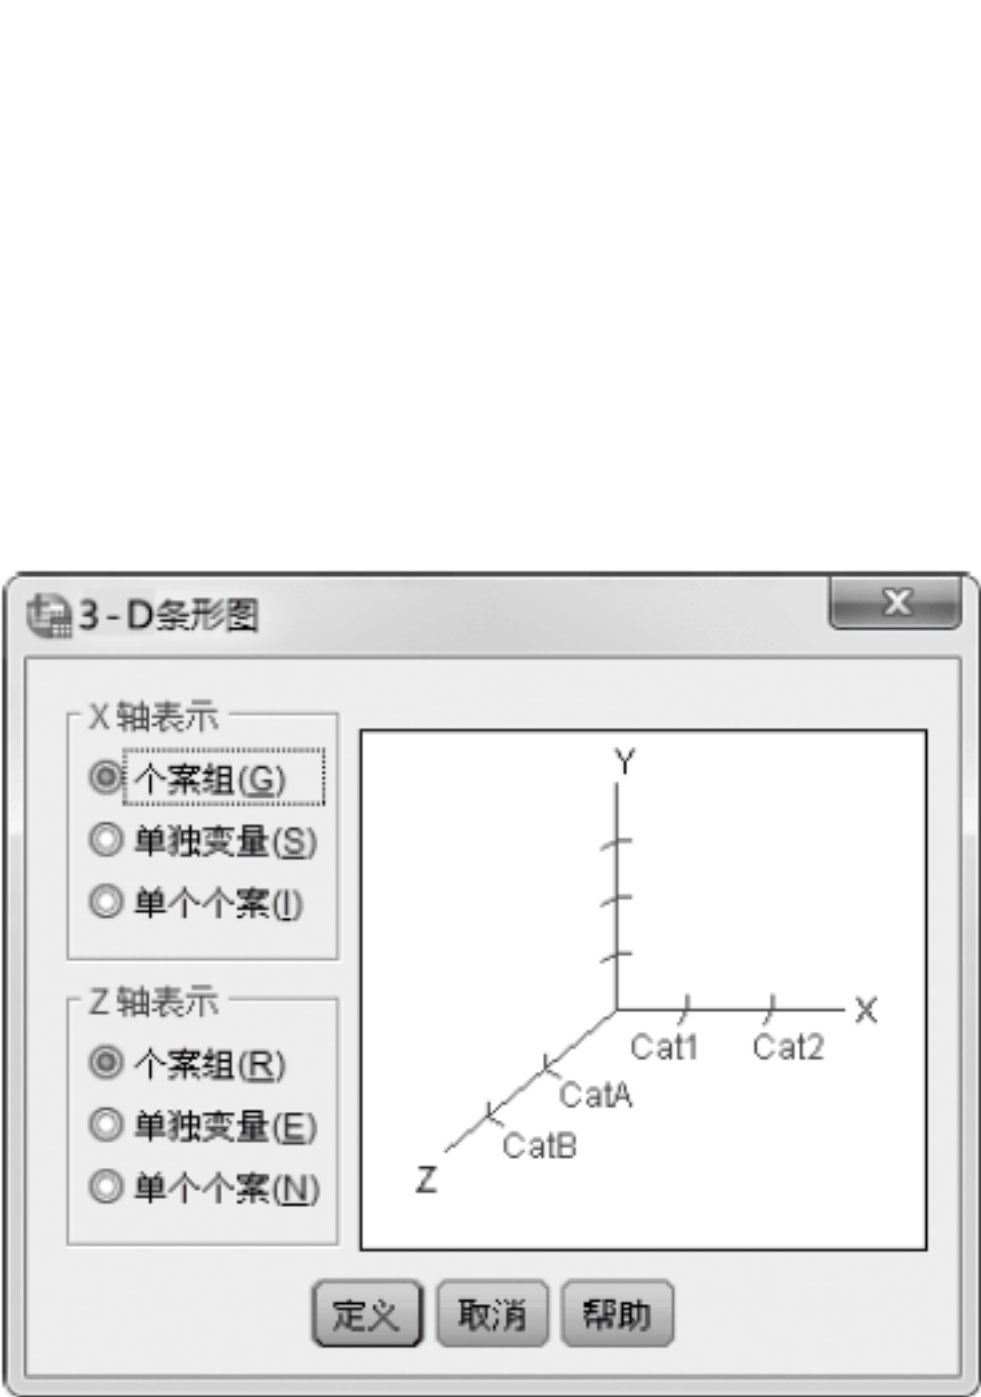 3-D条形图
X 轴表示
个案组(G)
单独变量(S)
单个个案(I)
Z 轴表示
个案组(R)
单独变量(E)
单个个案(N)
Y
X
Cat1 Cat2
CatA
CatB
Z
定义 取消 帮助